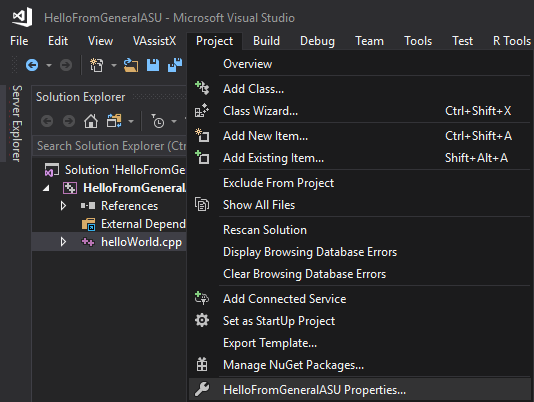 HelloFromGeneralASU - Microsoft Visual Studio
File Edit View VAssistX Project Build Debug Team Tools Test R Tools
Server Explorer
Solution Explorer
Search Solution Explorer (Ctr
Solution 'HelloFromGe
HelloFromGeneral
References
External Depend
helloWorld.cpp
Overview
Add Class...
Class Wizard... Ctrl+Shift+X
Add New Item... Ctrl+Shift+A
Add Existing Item... Shift+Alt+A
Exclude From Project
Show All Files
Rescan Solution
Display Browsing Database Errors
Clear Browsing Database Errors
Add Connected Service
Set as StartUp Project
Export Template...
Manage NuGet Packages...
HelloFromGeneralASU Properties...